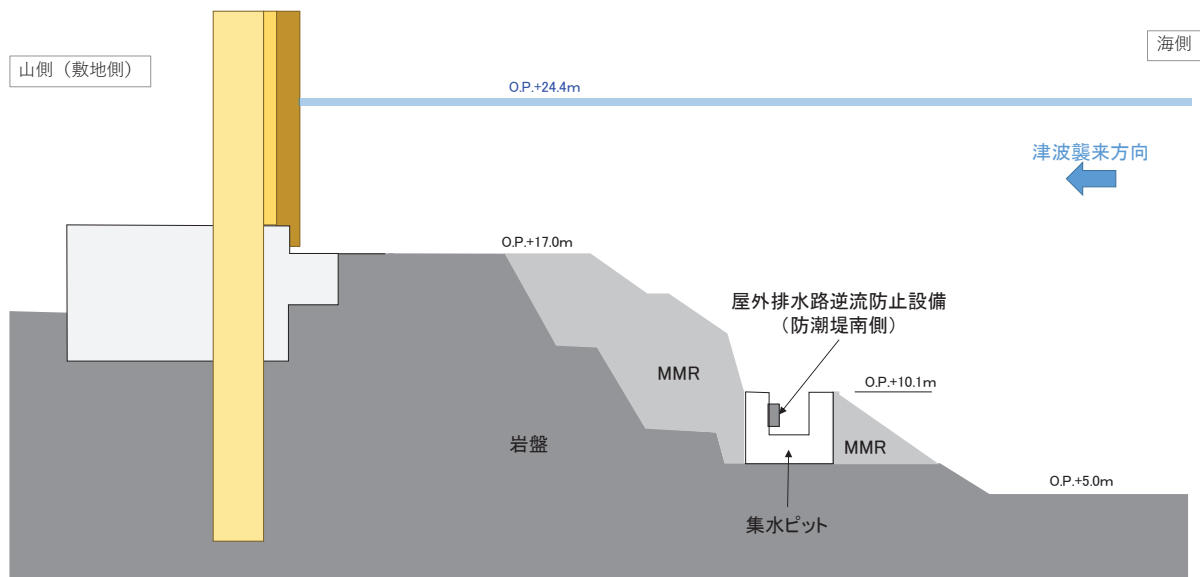 海側
山側（敷地側）
O.P.+24.4m
津波襲来方向
O.P.+17.0m
屋外排水路逆流防止設備
（防潮堤南側）
MMR
O.P.+10.1m
岩盤
MMR
O.P.+5.0m
集水ピット